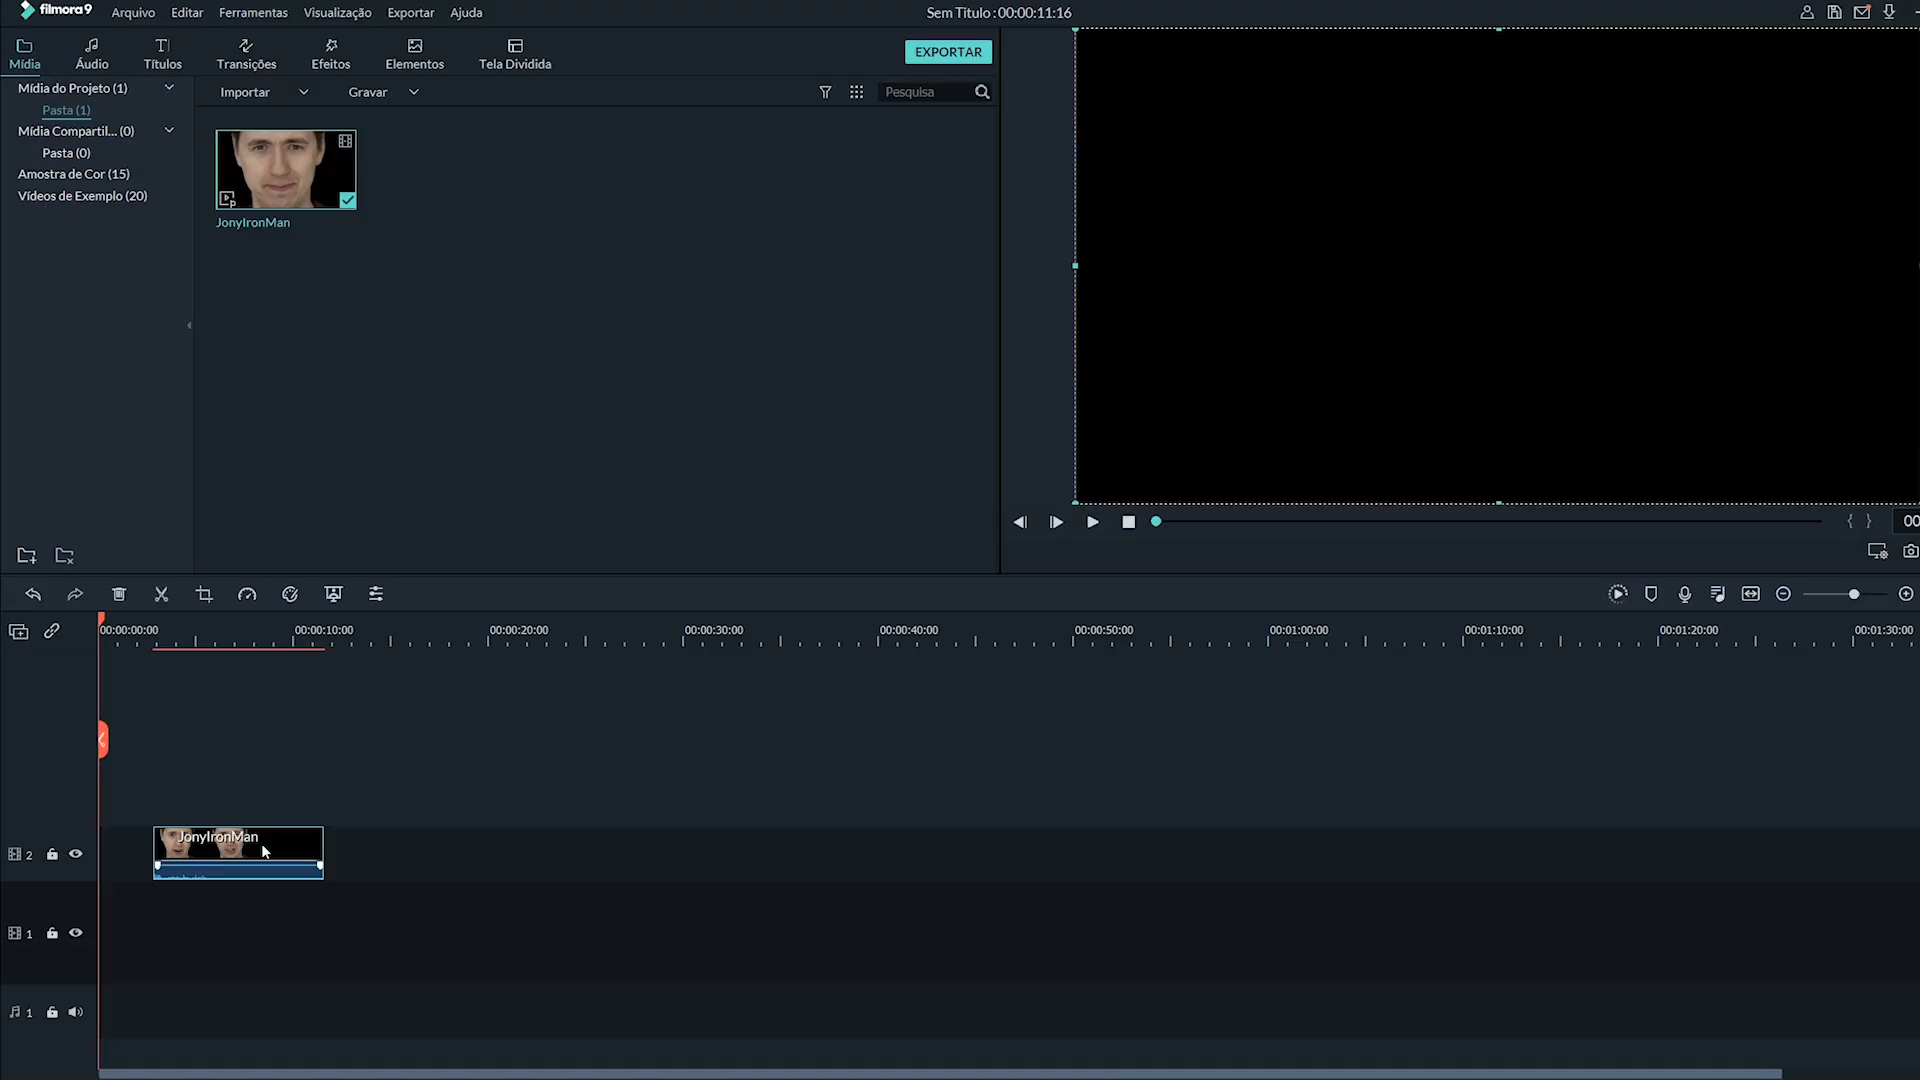 filmora9 Arquivo Editar Ferramentas Visualização Exportar Ajuda Sem Titulo : 00:00:11:16
Mídia Áudio Títulos Transições Efeitos Elementos Tela Dividida EXPORTAR
Mídia do Projeto (1)
Pasta (1)
Mídia Compartil... (0)
Pasta (0)
Amostra de Cor (15)
Vídeos de Exemplo (20)
Importar Gravar Pesquisa
JonyIronMan
{ } 00
00:00:00:00 00:00:10:00 00:00:20:00 00:00:30:00 00:00:40:00 00:00:50:00 00:01:00:00 00:01:10:00 00:01:20:00 00:01:30:00
JonyIronMan
2
1
1